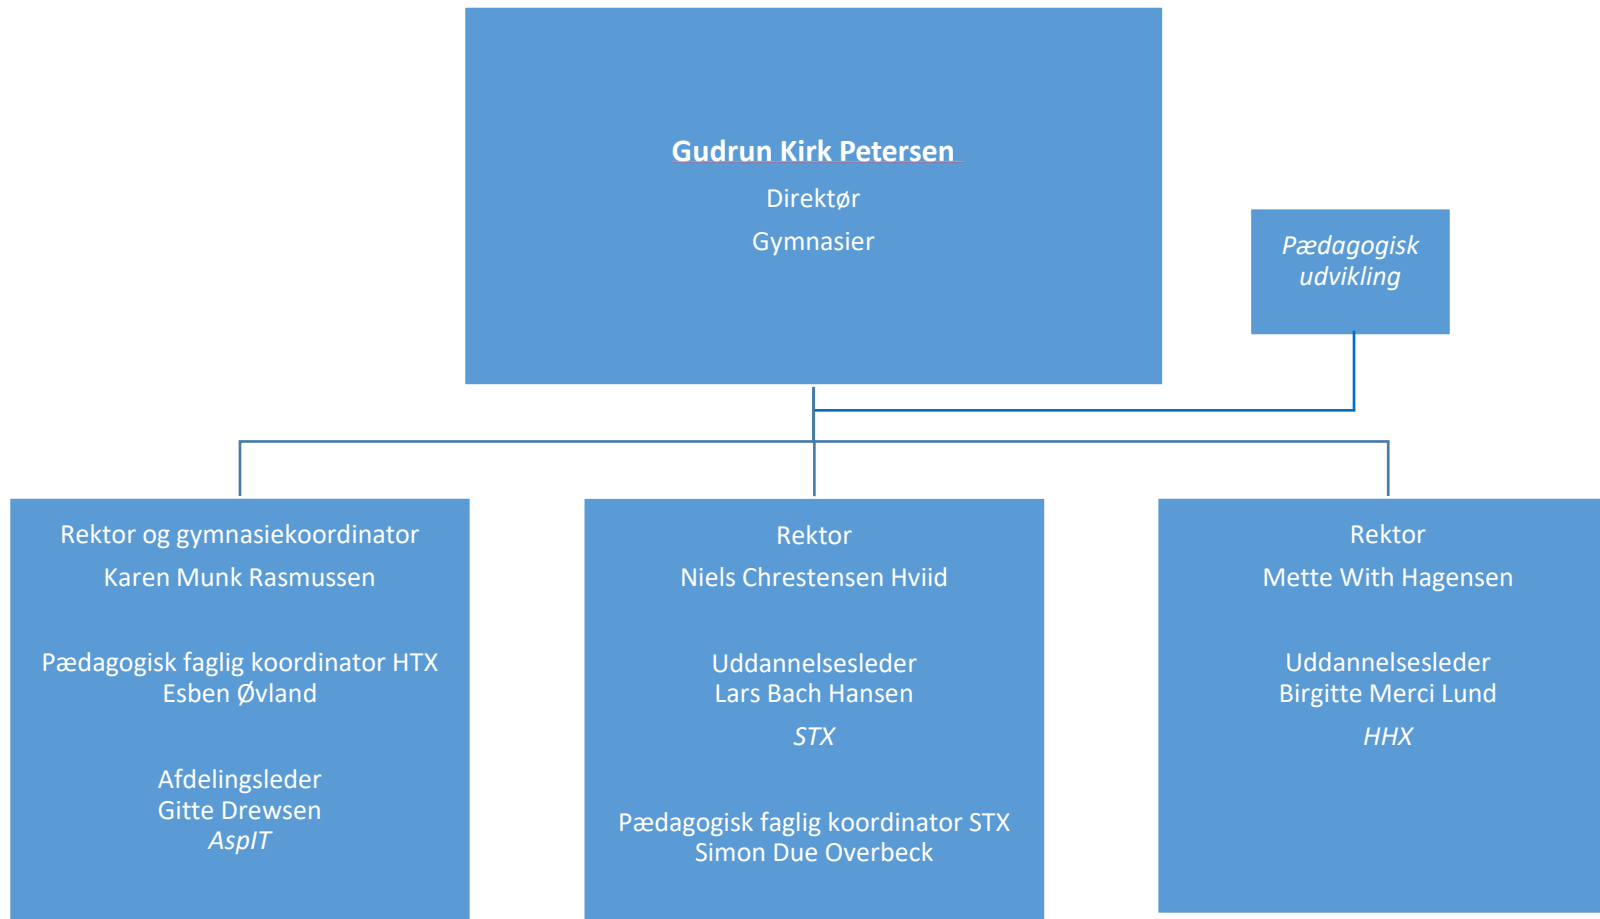 Gudrun Kirk Petersen
Direktør
Gymnasier
Pædagogisk
udvikling
Rektor og gymnasiekoordinator
Karen Munk Rasmussen
Pædagogisk faglig koordinator HTX
Esben Øvland
Afdelingsleder
Gitte Drewsen
AspIT
Rektor
Niels Chrestensen Hviid
Uddannelsesleder
Lars Bach Hansen
STX
Pædagogisk faglig koordinator STX
Simon Due Overbeck
Rektor
Mette With Hagensen
Uddannelsesleder
Birgitte Merci Lund
HHX